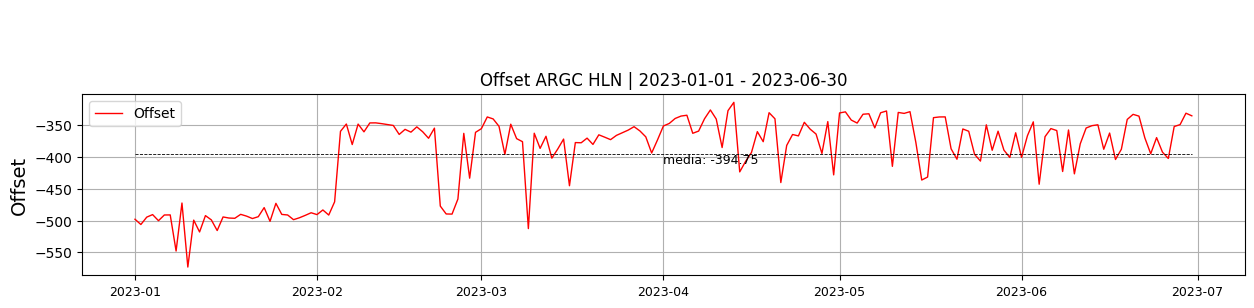 Offset ARGC HLN | 2023-01-01 - 2023-06-30
Offset
Offset
−350
−400
−450
−500
−550
media: -394.75
2023-01 2023-02 2023-03 2023-04 2023-05 2023-06 2023-07